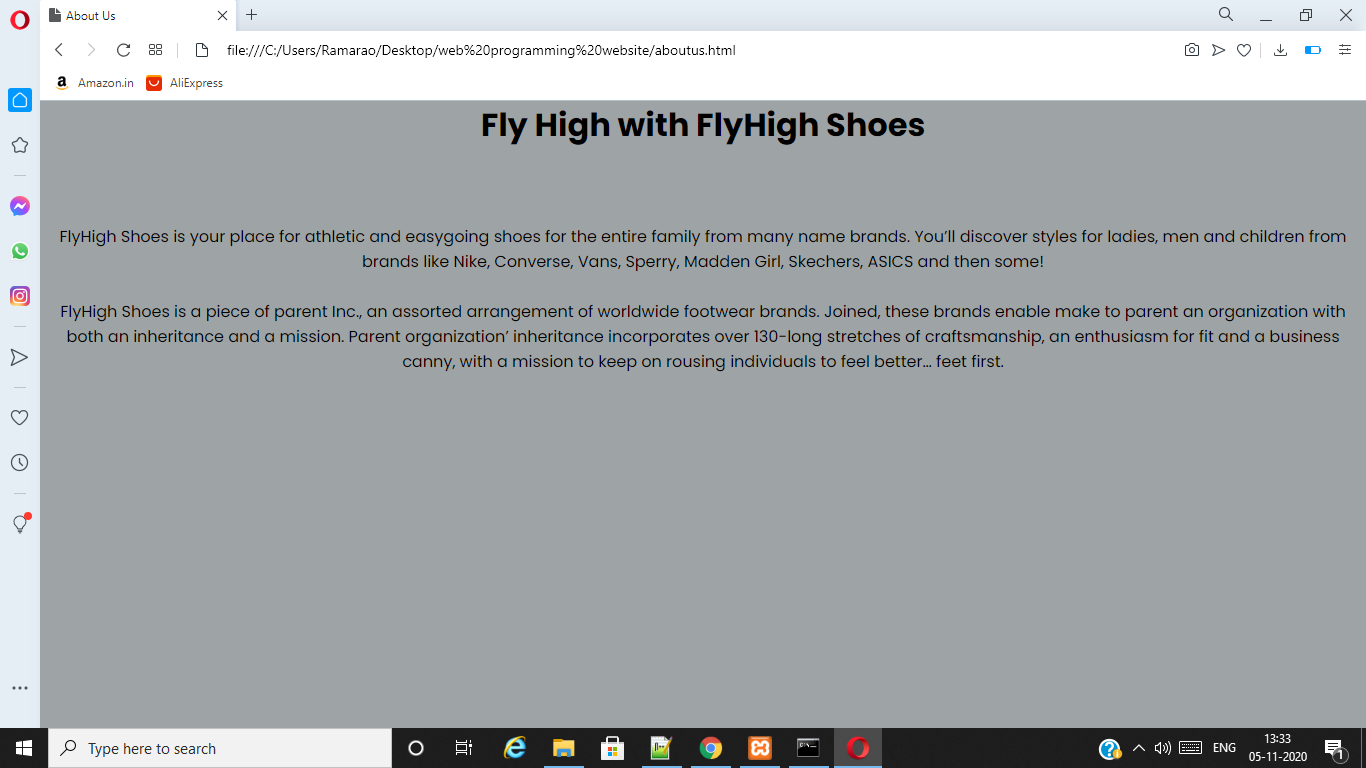 About Us
file:///C:/Users/Ramarao/Desktop/web%20programming%20website/aboutus.html
Amazon.in
AliExpress
Fly High with FlyHigh Shoes
FlyHigh Shoes is your place for athletic and easygoing shoes for the entire family from many name brands. You’ll discover styles for ladies, men and children from
brands like Nike, Converse, Vans, Sperry, Madden Girl, Skechers, ASICS and then some!
FlyHigh Shoes is a piece of parent Inc., an assorted arrangement of worldwide footwear brands. Joined, these brands enable make to parent an organization with
both an inheritance and a mission. Parent organization’ inheritance incorporates over 130-long stretches of craftsmanship, an enthusiasm for fit and a business
canny, with a mission to keep on rousing individuals to feel better… feet first.
Type here to search
ENG
13:33
05-11-2020
1